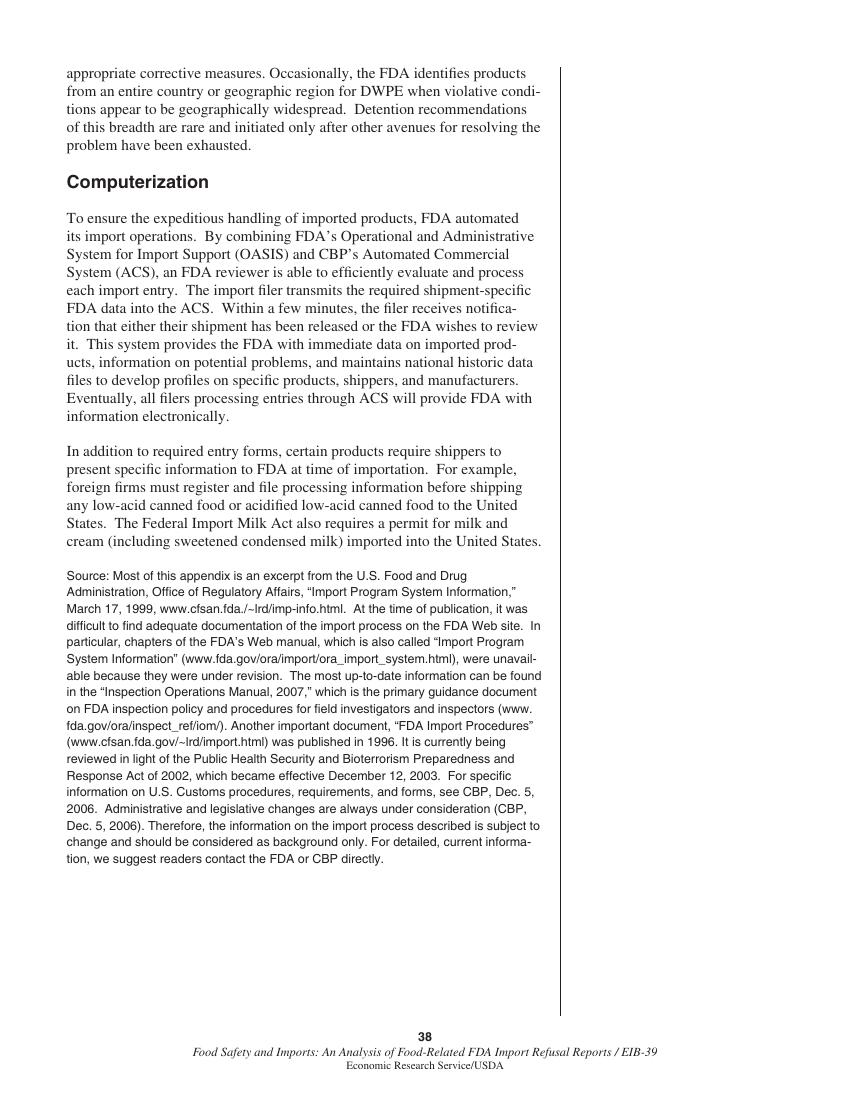 appropriate corrective measures. Occasionally, the FDA identifies products
from an entire country or geographic region for DWPE when violative condi-
tions appear to be geographically widespread.  Detention recommendations
of this breadth are rare and initiated only after other avenues for resolving the
problem have been exhausted.
Computerization
To ensure the expeditious handling of imported products, FDA automated
its import operations.  By combining FDA's Operational and Administrative
System for Import Support (OASIS) and CBP's Automated Commercial
System (ACS), an FDA reviewer is able to efficiently evaluate and process
each import entry.  The import filer transmits the required shipment-specific
FDA data into the ACS.  Within a few minutes, the filer receives notifica-
tion that either their shipment has been released or the FDA wishes to review
it.  This system provides the FDA with immediate data on imported prod-
ucts, information on potential problems, and maintains national historic data
files to develop profiles on specific products, shippers, and manufacturers.
Eventually, all filers processing entries through ACS will provide FDA with
information electronically.
In addition to required entry forms, certain products require shippers to
present specific information to FDA at time of importation.  For example,
foreign firms must register and file processing information before shipping
any low-acid canned food or acidified low-acid canned food to the United
States.  The Federal Import Milk Act also requires a permit for milk and
cream (including sweetened condensed milk) imported into the United States.
Source: Most of this appendix is an excerpt from the U.S. Food and Drug
Administration, Office of Regulatory Affairs, “Import Program System Information,”
March 17, 1999, www.cfsan.fda./~lrd/imp-info.html.  At the time of publication, it was
difficult to find adequate documentation of the import process on the FDA Web site.  In
particular, chapters of the FDA's Web manual, which is also called “Import Program
System Information” (www.fda.gov/ora/import/ora_import_system.html), were unavail-
able because they were under revision.  The most up-to-date information can be found
in the “Inspection Operations Manual, 2007,” which is the primary guidance document
on FDA inspection policy and procedures for field investigators and inspectors (www.
fda.gov/ora/inspect_ref/iom/). Another important document, “FDA Import Procedures”
(www.cfsan.fda.gov/~lrd/import.html) was published in 1996. It is currently being
reviewed in light of the Public Health Security and Bioterrorism Preparedness and
Response Act of 2002, which became effective December 12, 2003.  For specific
information on U.S. Customs procedures, requirements, and forms, see CBP, Dec. 5,
2006.  Administrative and legislative changes are always under consideration (CBP,
Dec. 5, 2006). Therefore, the information on the import process described is subject to
change and should be considered as background only. For detailed, current informa-
tion, we suggest readers contact the FDA or CBP directly.
38
Food Safety and Imports: An Analysis of Food-Related FDA Import Refusal Reports / EIB-39
Economic Research Service/USDA